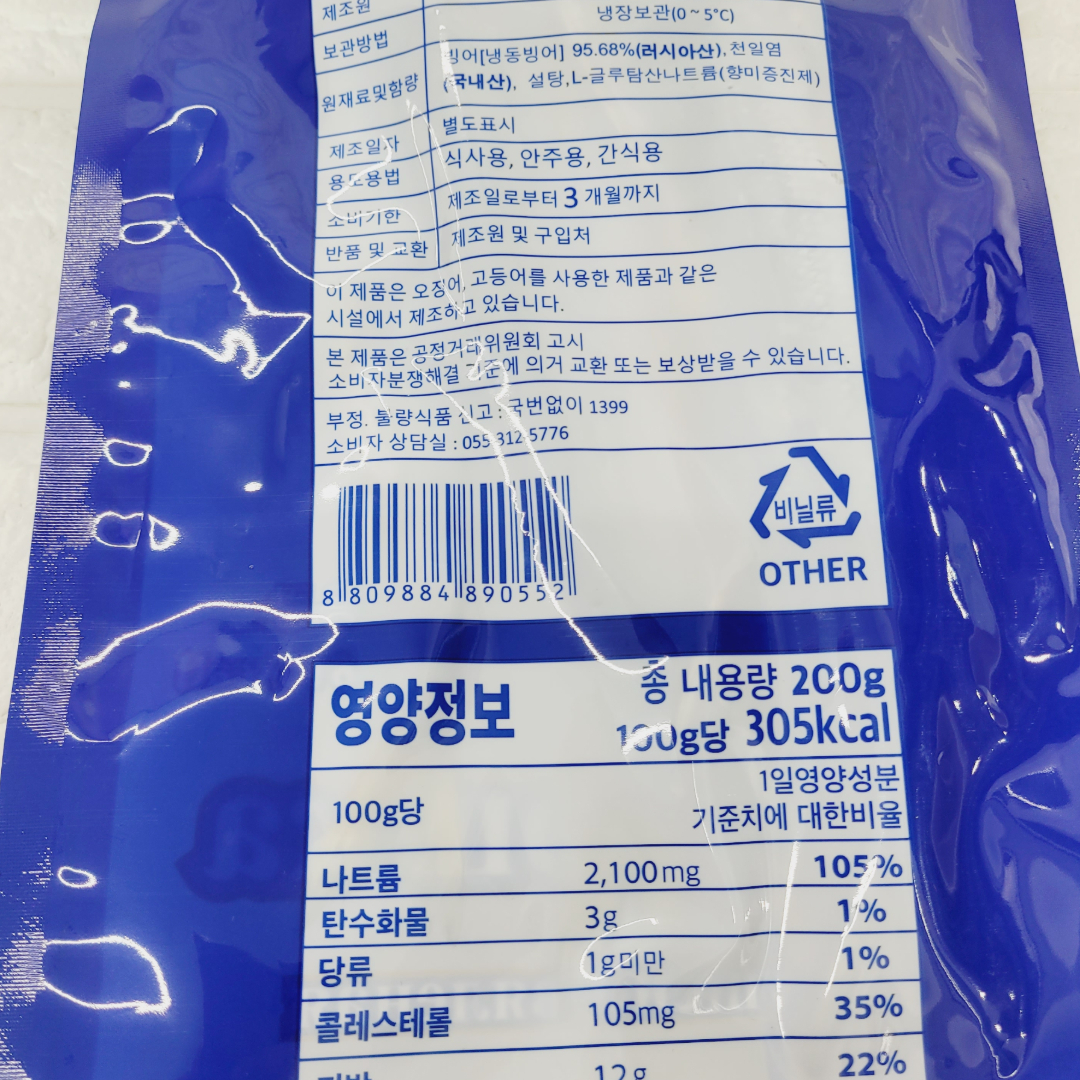 제조원
보관방법 냉장보관(0~5℃)
원재료및함량 빙어[냉동빙어] 95.68%(러시아산), 천일염
(국내산), 설탕, L-글루탐산나트륨(향미증진제)
제조일자 별도표시
용도용법 식사용, 안주용, 간식용
소비기한 제조일로부터 3 개월까지
반품 및 교환 제조원 및 구입처
이 제품은 오징어, 고등어를 사용한 제품과 같은
시설에서 제조하고 있습니다.
본 제품은 공정거래위원회 고시
소비자분쟁해결 기준에 의거 교환 또는 보상받을 수 있습니다.
부정. 불량식품 신고 : 국번없이 1399
소비자 상담실 : 055-312-5776
비닐류
OTHER
8 809884 890552
영양정보
총 내용량 200g
100g당 305kcal
100g당
1일영양성분
기준치에 대한비율
나트륨 2,100mg 105%
탄수화물 3g 1%
당류 1g미만 1%
콜레스테롤 105mg 35%
12g 22%